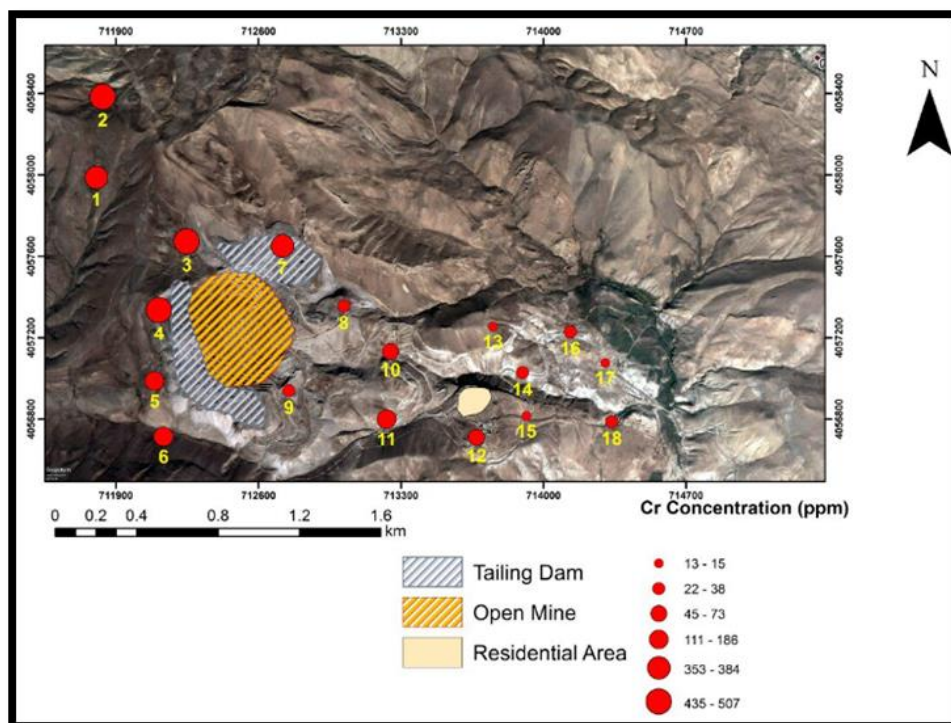 711900 712600 713300 714000 714700
N
4058400 4058400
2
4058000 4058000
1
3
4057600 4057600
7
4
8
13
16
4057200 4057200
10
17
14
5
9
4056800 4056800
11
15
18
6
12
711900 712600 713300 714000 714700
Cr Concentration (ppm)
0 0.2 0.4 0.8 1.2 1.6
km
Tailing Dam
Open Mine
Residential Area
13 - 15
22 - 38
45 - 73
111 - 186
353 - 384
435 - 507